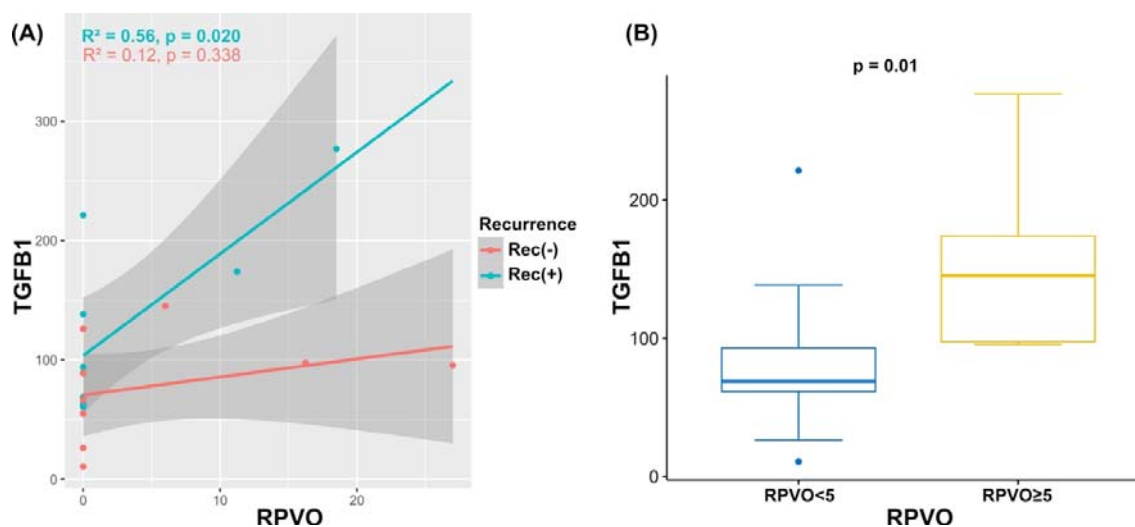 (A)
R² = 0.56, p = 0.020
R² = 0.12, p = 0.338
300
200
100
0
TGFB1
0
10
20
RPVO
Recurrence
Rec(-)
Rec(+)
(B)
p = 0.01
200
100
0
TGFB1
RPVO<5
RPVO≥5
RPVO